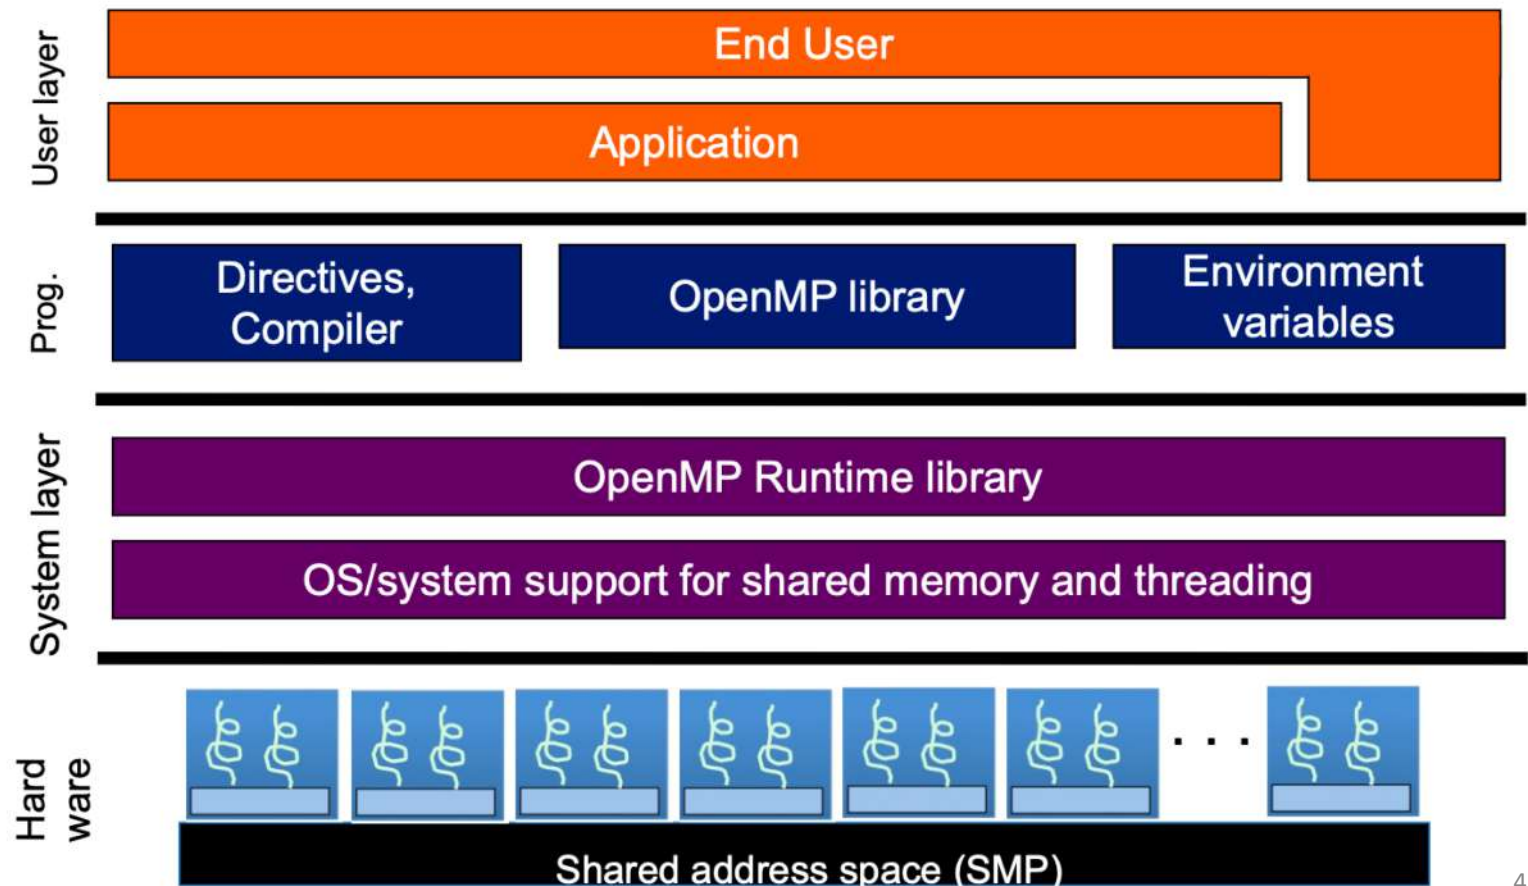 User layer
End User
Application
Prog.
Directives,
Compiler
OpenMP library
Environment
variables
System layer
OpenMP Runtime library
OS/system support for shared memory and threading
Hard
ware
. . .
Shared address space (SMP)
4